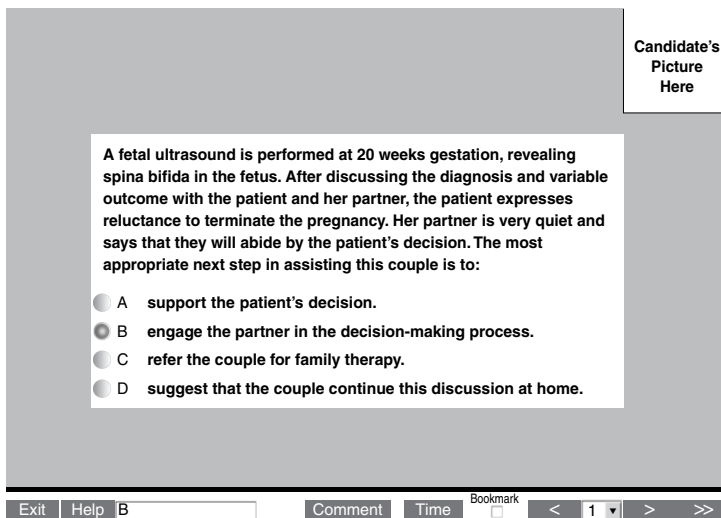 Candidate's
Picture
Here
A fetal ultrasound is performed at 20 weeks gestation, revealing
spina bifida in the fetus. After discussing the diagnosis and variable
outcome with the patient and her partner, the patient expresses
reluctance to terminate the pregnancy. Her partner is very quiet and
says that they will abide by the patient's decision. The most
appropriate next step in assisting this couple is to:
A support the patient's decision.
B engage the partner in the decision-making process.
C refer the couple for family therapy.
D suggest that the couple continue this discussion at home.
Bookmark
Exit Help B Comment Time < 1 > >>